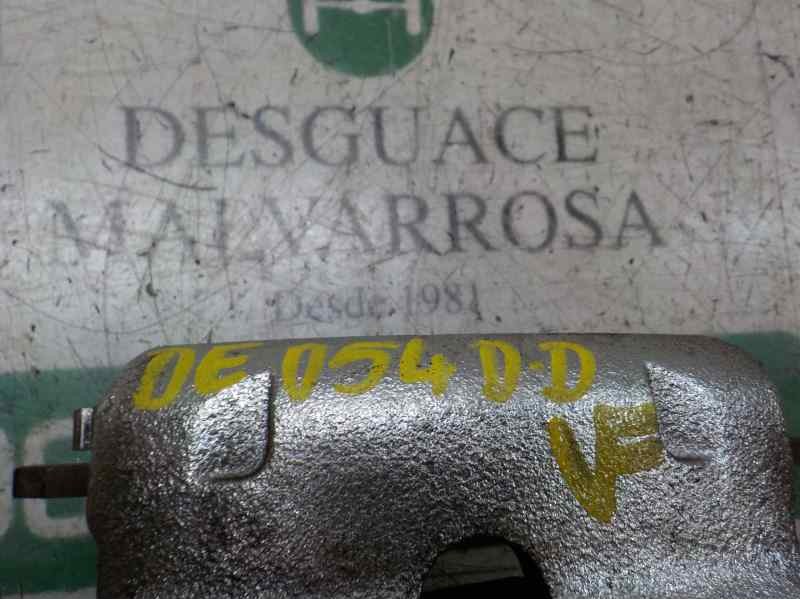 DESGUACE
MALVARROSA
Desde 1981
DE 054 D-D
VF